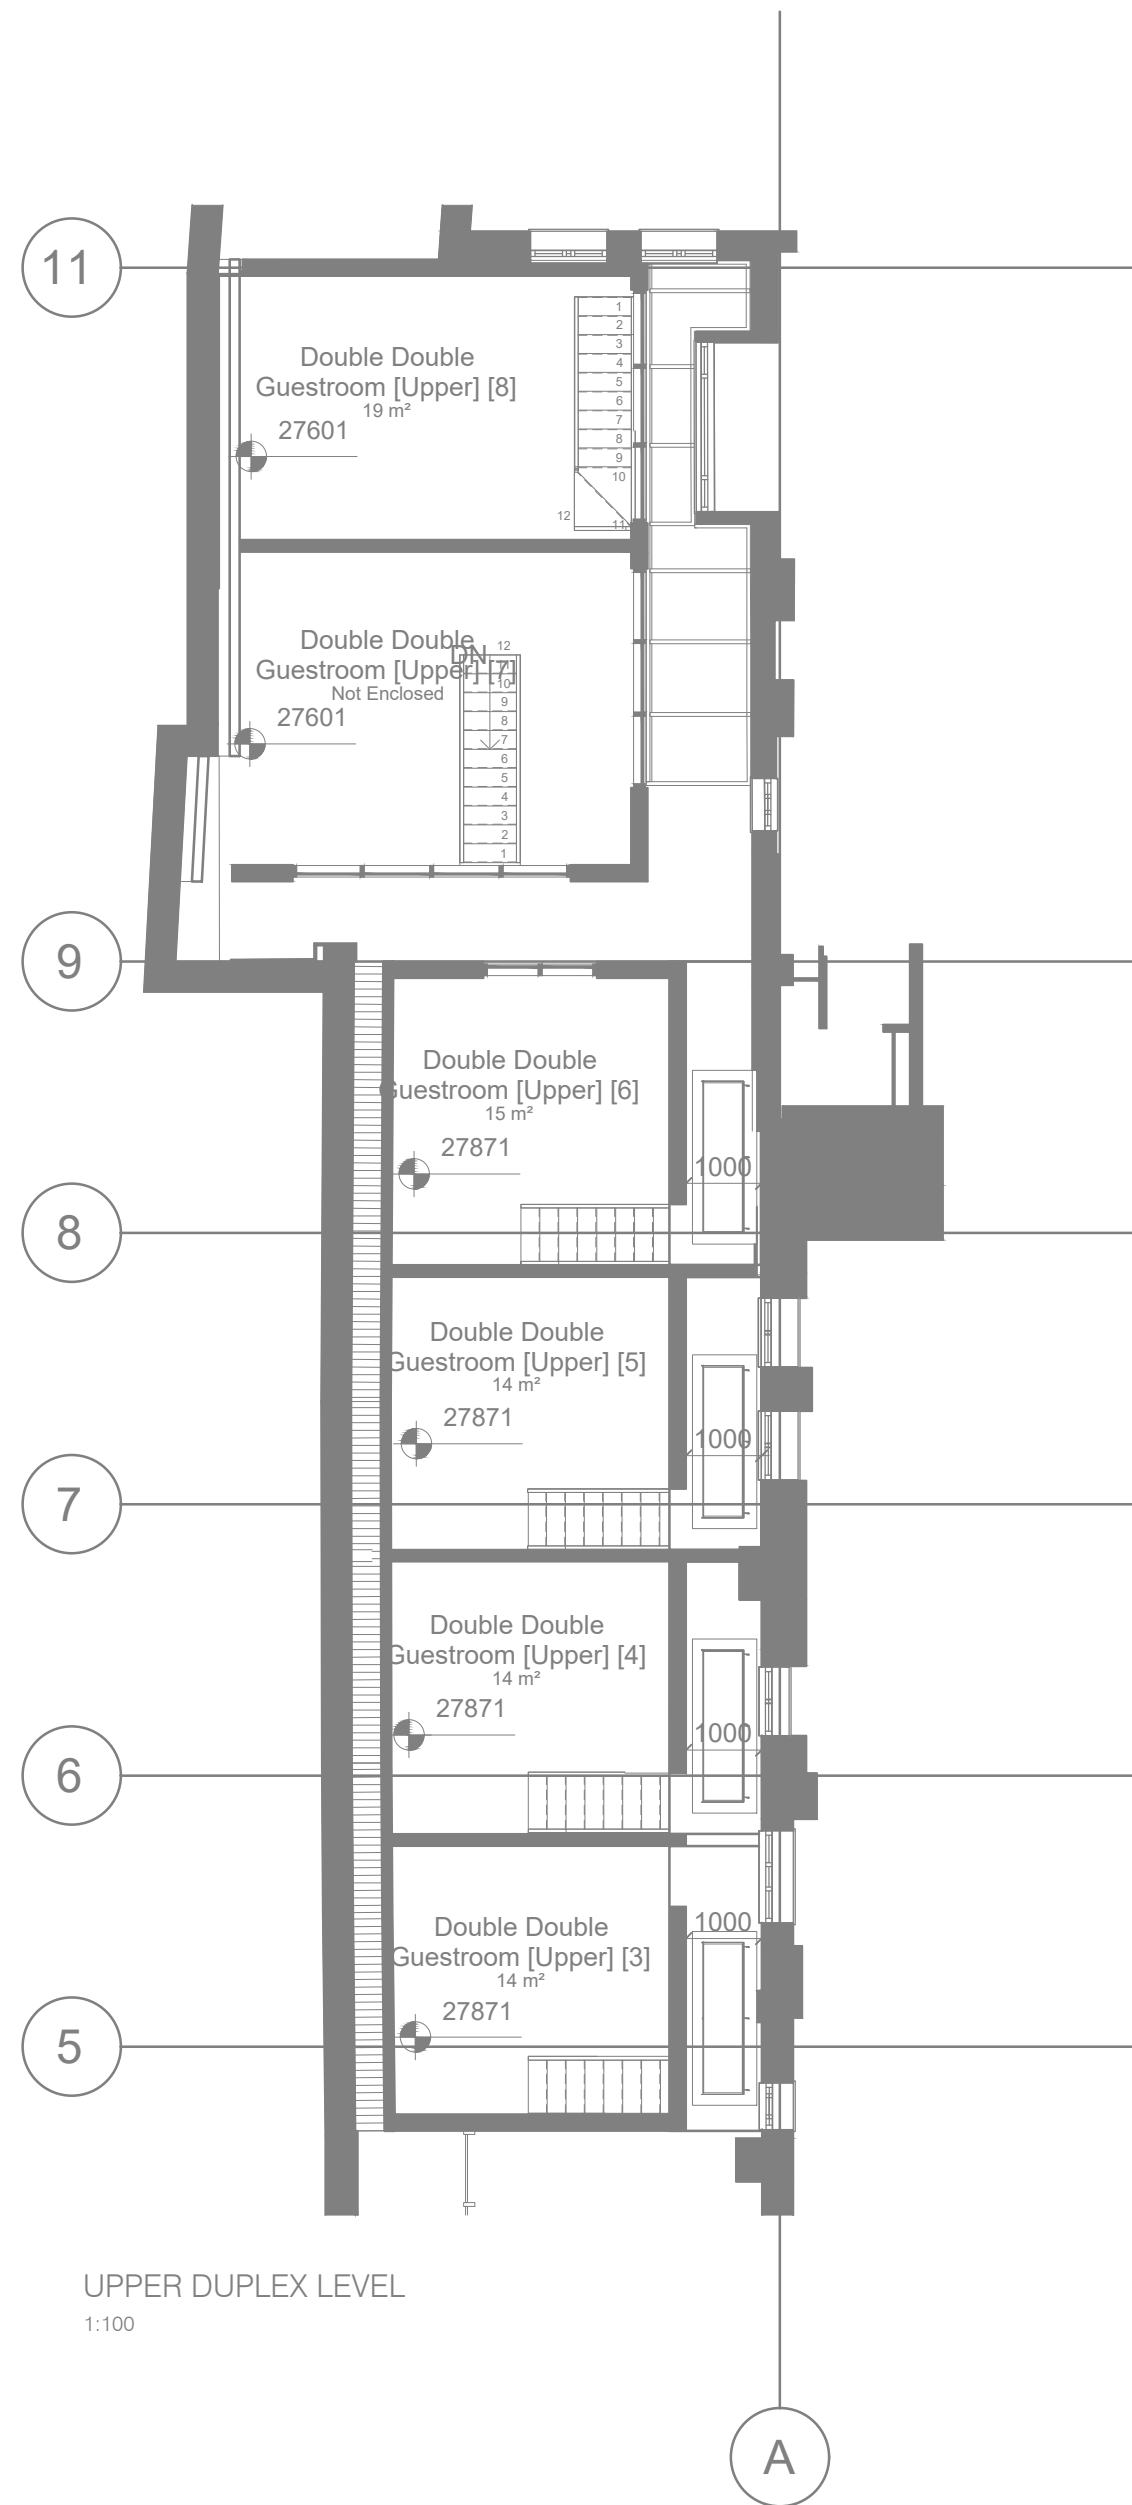 11
1
2
3
4
5
6
7
8
9
10
11
12
Double Double
Guestroom [Upper] [8]
19 m²
27601
Double Double
Guestroom [Upper] [7]
Not Enclosed
27601
DN
12
11
10
9
8
7
6
5
4
3
2
1
9
Double Double
Guestroom [Upper] [6]
15 m²
27871
1000
8
Double Double
Guestroom [Upper] [5]
14 m²
27871
1000
7
Double Double
Guestroom [Upper] [4]
14 m²
27871
1000
6
Double Double
Guestroom [Upper] [3]
14 m²
27871
1000
5
UPPER DUPLEX LEVEL
1:100
A